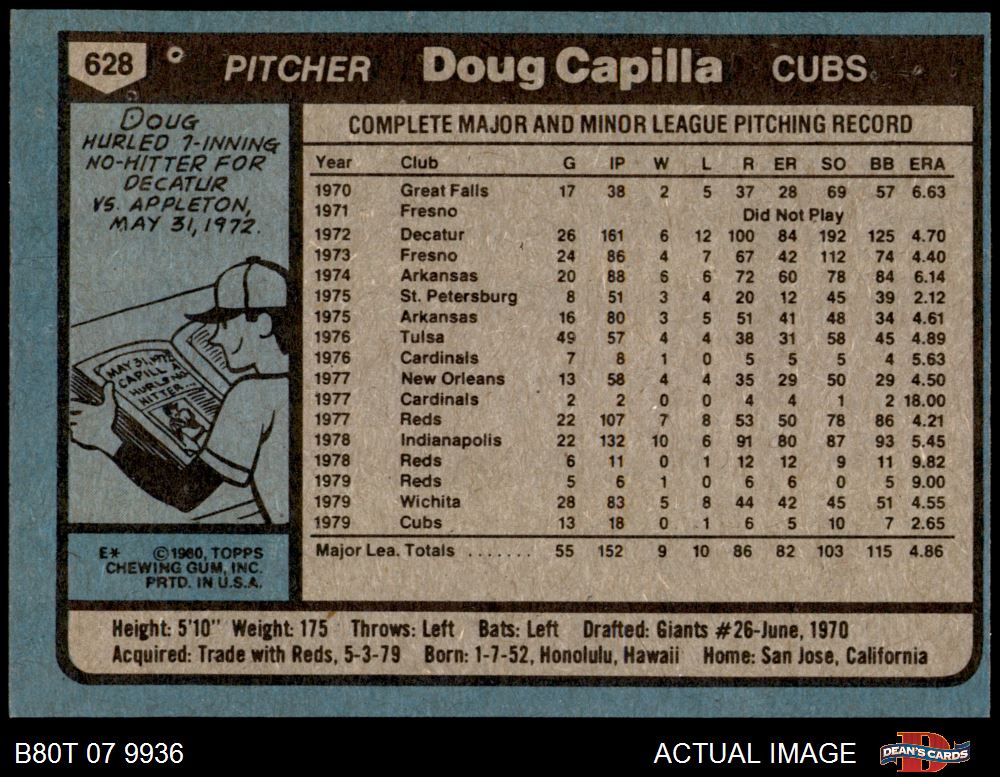 628 PITCHER Doug Capilla CUBS
DOUG
HURLED 7-INNING
NO-HITTER FOR
DECATUR
VS. APPLETON,
MAY 31, 1972.
MAY 31, 1972
CAPILLA
HURLS NO
HITTER...
E* © 1980, TOPPS
CHEWING GUM, INC.
PRTD. IN U.S.A.
COMPLETE MAJOR AND MINOR LEAGUE PITCHING RECORD
Year Club G IP W L R ER SO BB ERA
1970 Great Falls 17 38 2 5 37 28 69 57 6.63
1971 Fresno Did Not Play
1972 Decatur 26 161 6 12 100 84 192 125 4.70
1973 Fresno 24 86 4 7 67 42 112 74 4.40
1974 Arkansas 20 88 6 6 72 60 78 84 6.14
1975 St. Petersburg 8 51 3 4 20 12 45 39 2.12
1975 Arkansas 16 80 3 5 51 41 48 34 4.61
1976 Tulsa 49 57 4 4 38 31 58 45 4.89
1976 Cardinals 7 8 1 0 5 5 5 4 5.63
1977 New Orleans 13 58 4 4 35 29 50 29 4.50
1977 Cardinals 2 2 0 0 4 4 1 2 18.00
1977 Reds 22 107 7 8 53 50 78 86 4.21
1978 Indianapolis 22 132 10 6 91 80 87 93 5.45
1978 Reds 6 11 0 1 12 12 9 11 9.82
1979 Reds 5 6 1 0 6 6 0 5 9.00
1979 Wichita 28 83 5 8 44 42 45 51 4.55
1979 Cubs 13 18 0 1 6 5 10 7 2.65
Major Lea. Totals ....... 55 152 9 10 86 82 103 115 4.86
Height: 5'10" Weight: 175 Throws: Left Bats: Left Drafted: Giants #26-June, 1970
Acquired: Trade with Reds, 5-3-79 Born: 1-7-52, Honolulu, Hawaii Home: San Jose, California
B80T 07 9936 ACTUAL IMAGE DEAN'S CARDS